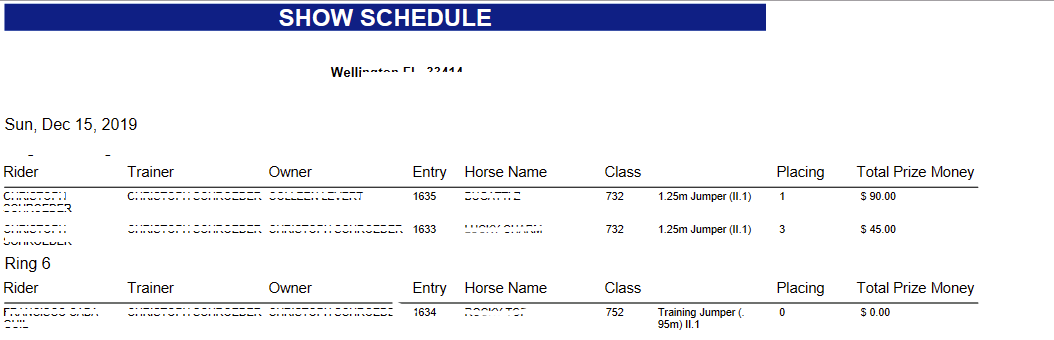 SHOW SCHEDULE
Wellington FL 33414
Sun, Dec 15, 2019
Rider Trainer Owner Entry Horse Name Class Placing Total Prize Money
CHRISTOPH CHRISTOPH SCHROEDER COLLEEN LEVERT 1635 732 1.25m Jumper (II.1) 1 $ 90.00
SCHROEDER
CHRISTOPH CHRISTOPH SCHROEDER CHRISTOPH SCHROEDER 1633 LUCKY CHARM 732 1.25m Jumper (II.1) 3 $ 45.00
SCHROEDER
Ring 6
Rider Trainer Owner Entry Horse Name Class Placing Total Prize Money
FRANCISCO CHRISTOPH SCHROEDER CHRISTOPH 1634 ROCKY TOP 752 Training Jumper (. 0 $ 0.00
95m) II.1